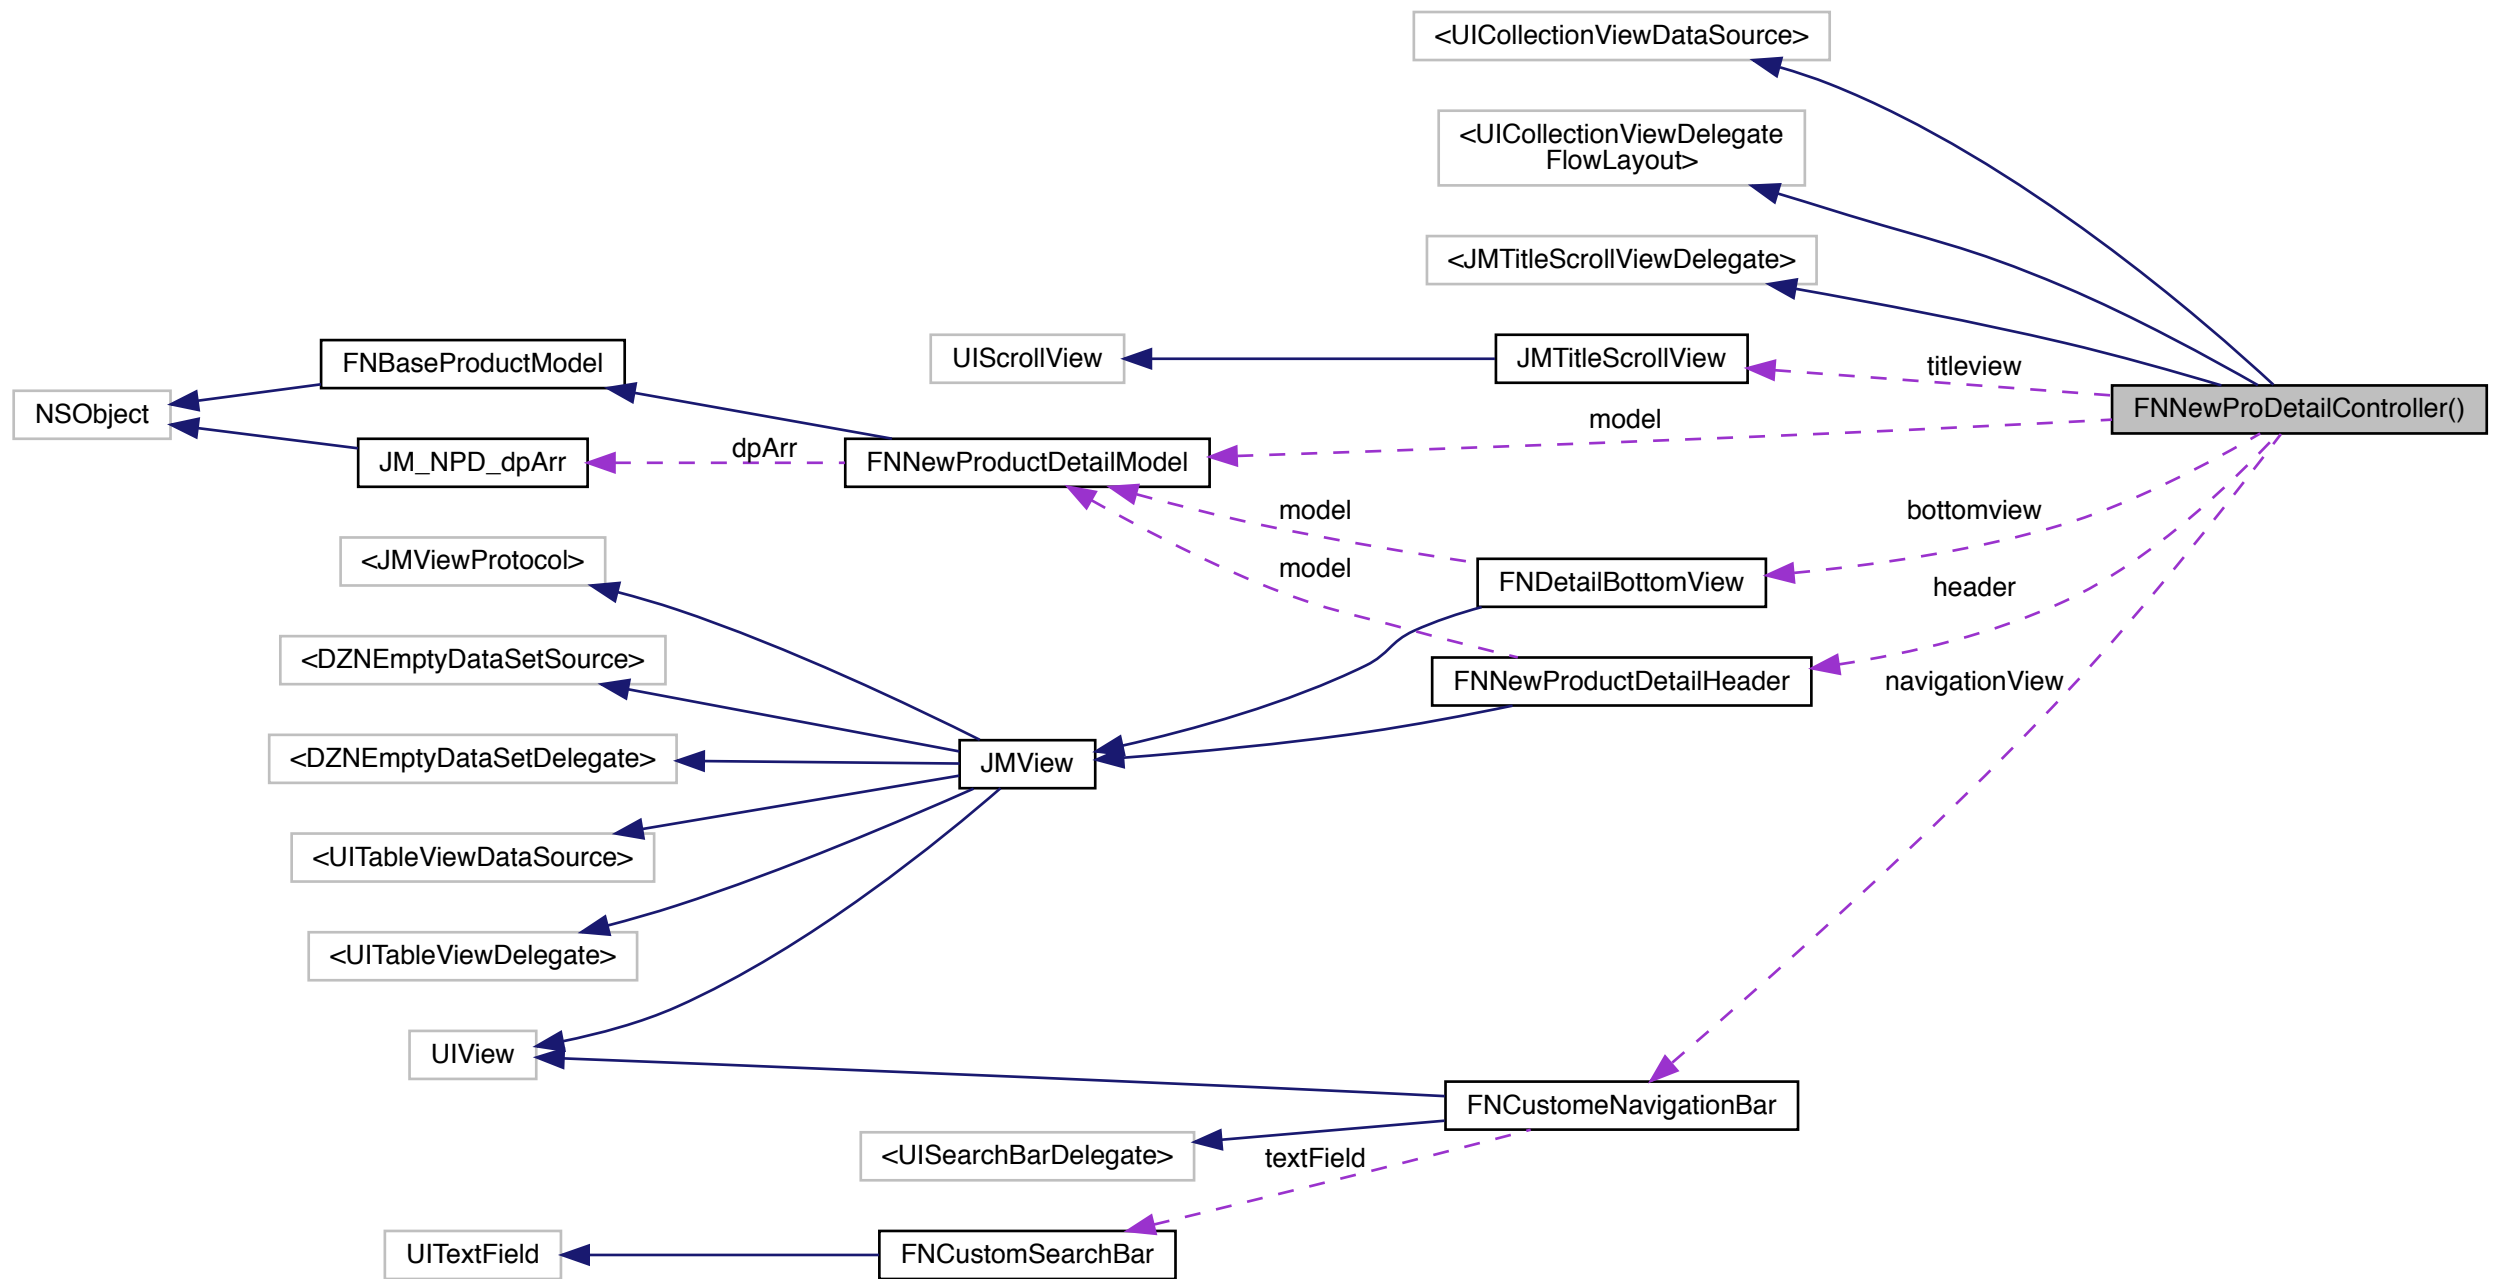 <UICollectionViewDataSource>
<UICollectionViewDelegate
FlowLayout>
<JMTitleScrollViewDelegate>
UIScrollView
JMTitleScrollView
titleview
FNBaseProductModel
NSObject
FNNewProDetailController()
model
JM_NPD_dpArr
dpArr
FNNewProductDetailModel
model
bottomview
<JMViewProtocol>
model
FNDetailBottomView
header
<DZNEmptyDataSetSource>
FNNewProductDetailHeader
navigationView
<DZNEmptyDataSetDelegate>
JMView
<UITableViewDataSource>
<UITableViewDelegate>
UIView
FNCustomeNavigationBar
<UISearchBarDelegate>
textField
UITextField
FNCustomSearchBar